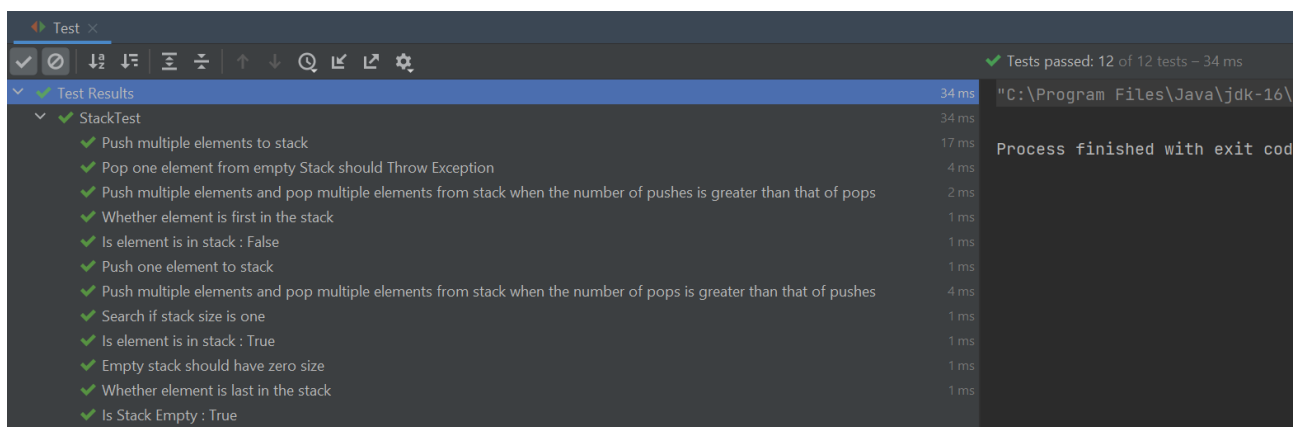 Test
Tests passed: 12 of 12 tests – 34 ms
Test Results 34 ms
"C:\Program Files\Java\jdk-16\
StackTest 34 ms
Push multiple elements to stack 17 ms
Process finished with exit cod
Pop one element from empty Stack should Throw Exception 4 ms
Push multiple elements and pop multiple elements from stack when the number of pushes is greater than that of pops 2 ms
Whether element is first in the stack 1 ms
Is element is in stack : False 1 ms
Push one element to stack 1 ms
Push multiple elements and pop multiple elements from stack when the number of pops is greater than that of pushes 4 ms
Search if stack size is one 1 ms
Is element is in stack : True 1 ms
Empty stack should have zero size 1 ms
Whether element is last in the stack 1 ms
Is Stack Empty : True